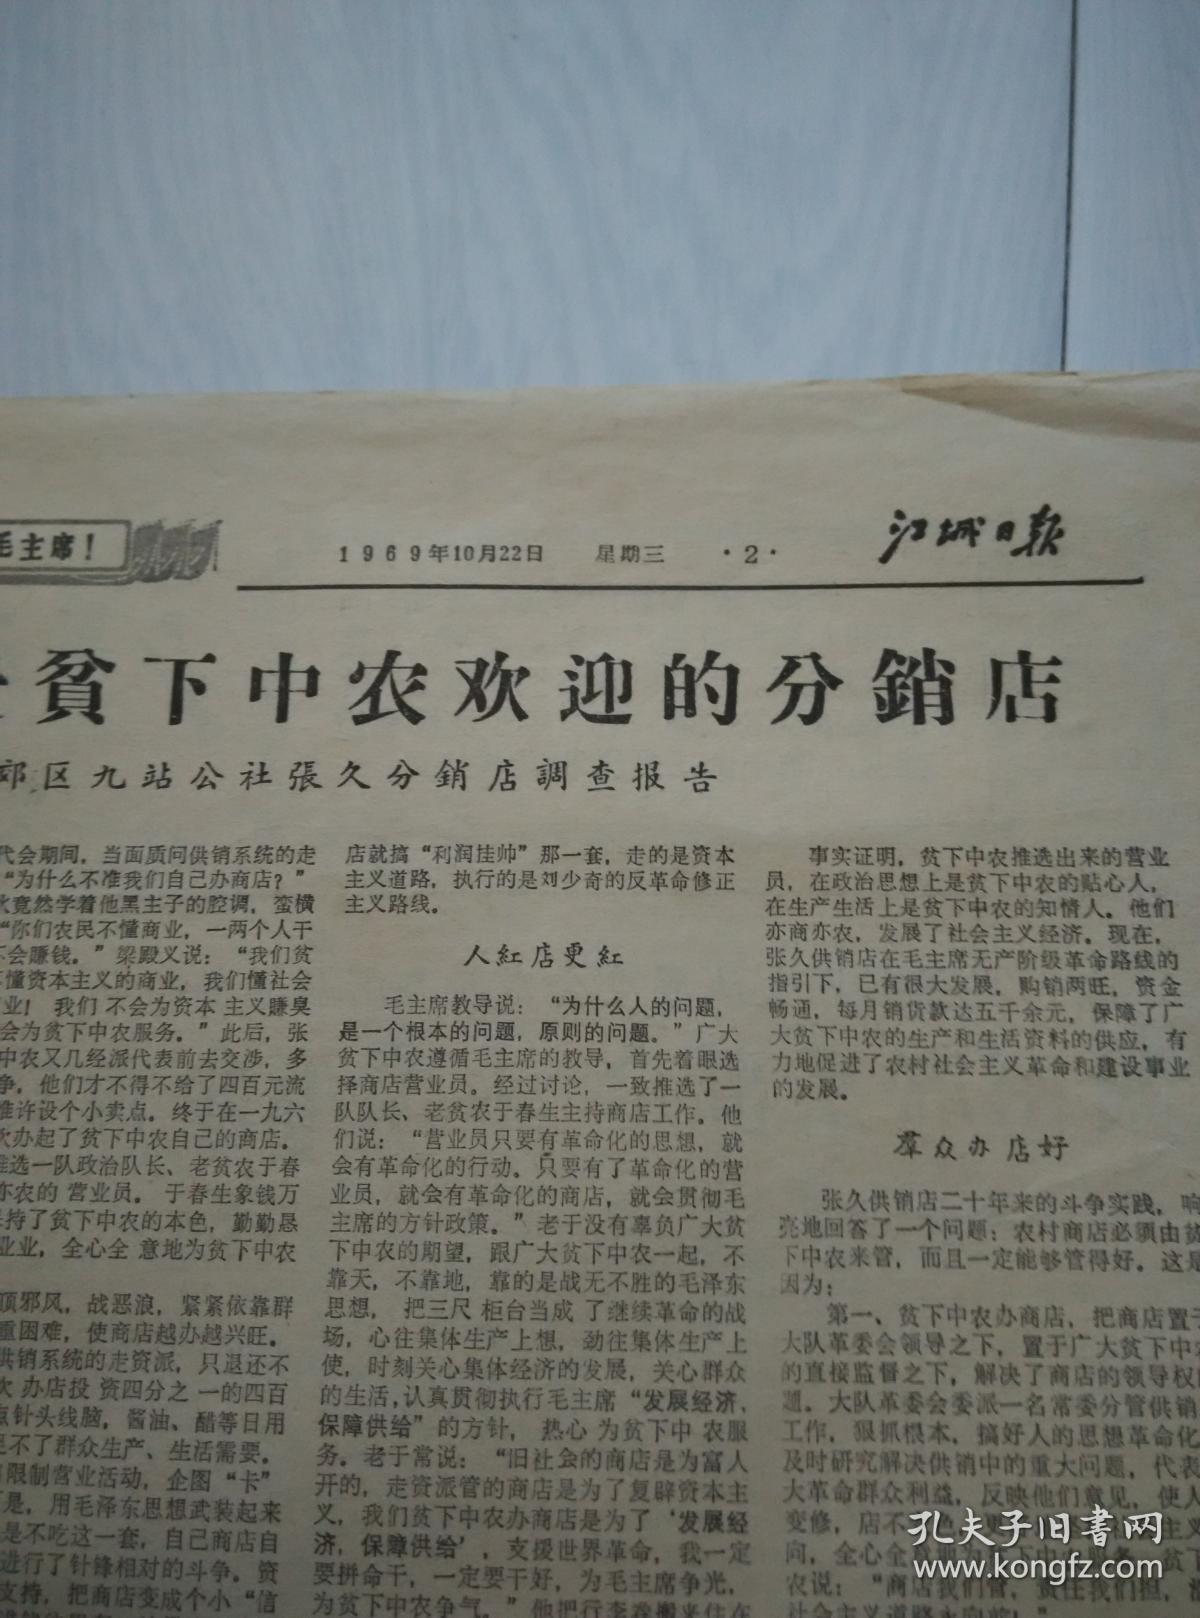 毛主席！
1969年10月22日 星期三 ·2· 江城日报
貧下中农欢迎的分銷店
郊区九站公社張久分銷店調查报告
代会期间，当面质问供销系统的走
“为什么不准我们自己办商店？”
竟然学着他黑主子的腔调，蛮横
“你们农民不懂商业，一两个人干
不会赚钱。”梁殿义说：“我们贫
懂资本主义的商业，我们懂社会
业！我们不会为资本主义赚臭
会为贫下中农服务。”此后，张
中农又几经派代表前去交涉，多
争，他们才不得不给了四百元流
准许设个小卖点。终于在一九六
办起了贫下中农自己的商店。
推选一队政治队长、老贫农于春
亦农的营业员。于春生象钱万
持了贫下中农的本色，勤勤恳
业业，全心全意地为贫下中农
顶邪风，战恶浪，紧紧依靠群
重困难，使商店越办越兴旺。
供销系统的走资派，只退还不
办店投资四分之一的四百
点针头线脑，酱油、醋等日用
足不了群众生产、生活需要。
限制营业活动，企图“卡”
是，用毛泽东思想武装起来
是不吃这一套，自己商店自
进行了针锋相对的斗争。资
支持，把商店变成个小“信
店就搞“利润挂帅”那一套，走的是资本
主义道路，执行的是刘少奇的反革命修正
主义路线。
人紅店更紅
毛主席教导说：“为什么人的问题，
是一个根本的问题，原则的问题。”广大
贫下中农遵循毛主席的教导，首先着眼选
择商店营业员。经过讨论，一致推选了一
队队长、老贫农于春生主持商店工作。他
们说：“营业员只要有革命化的思想，就
会有革命化的行动。只要有了革命化的营
业员，就会有革命化的商店，就会贯彻毛
主席的方针政策。”老于没有辜负广大贫
下中农的期望，跟广大贫下中农一起，不
靠天，不靠地，靠的是战无不胜的毛泽东
思想，把三尺柜台当成了继续革命的战
场，心往集体生产上想，劲往集体生产上
使，时刻关心集体经济的发展，关心群众
的生活，认真贯彻执行毛主席“发展经济，
保障供给”的方针，热心为贫下中农服
务。老于常说：“旧社会的商店是为富人
开的，走资派管的商店是为了复辟资本主
义，我们贫下中农办商店是为了‘发展经
济，保障供给’，支援世界革命，我一定
要拼命干，一定要干好，为毛主席争光，
为贫下中农争气。”他把行李卷搬来住在
事实证明，贫下中农推选出来的营业
员，在政治思想上是贫下中农的贴心人，
在生产生活上是贫下中农的知情人。他们
亦商亦农，发展了社会主义经济。现在，
张久供销店在毛主席无产阶级革命路线的
指引下，已有很大发展，购销两旺，资金
畅通，每月销货款达五千余元，保障了广
大贫下中农的生产和生活资料的供应，有
力地促进了农村社会主义革命和建设事业
的发展。
羣众办店好
张久供销店二十年来的斗争实践，响
亮地回答了一个问题：农村商店必须由贫
下中农来管，而且一定能够管得好。这是
因为：
第一、贫下中农办商店，把商店置于
大队革委会领导之下，置于广大贫下中农
的直接监督之下，解决了商店的领导权问
题。大队革委会委派一名常委分管供销
工作，狠抓根本，搞好人的思想革命化
及时研究解决供销中的重大问题，代表
大革命群众利益，反映他们意见，使人
变修，店不
向，全心全
农说：“商店我们管，责任我们担，
社会主义道路永向前”
孔夫子旧书网
www.kongfz.com